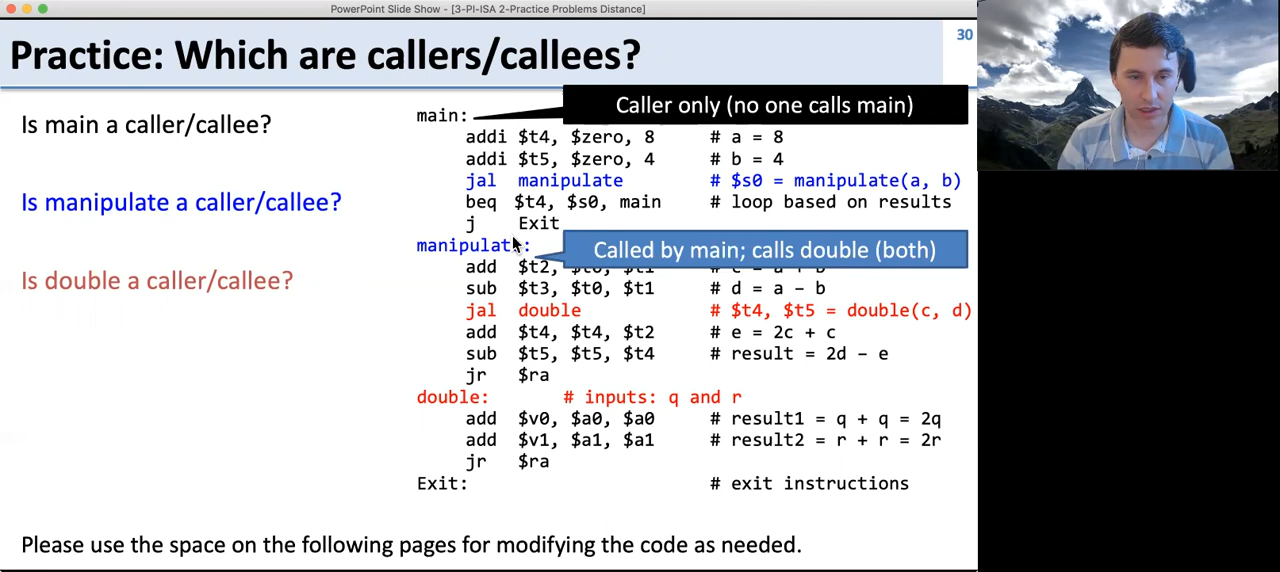 PowerPoint Slide Show - [3-PI-ISA 2-Practice Problems Distance]
Practice: Which are callers/callees?
30
Is main a caller/callee?
Is manipulate a caller/callee?
Is double a caller/callee?
main:
Caller only (no one calls main)
addi $t4, $zero, 8 # a = 8
addi $t5, $zero, 4 # b = 4
jal manipulate # $s0 = manipulate(a, b)
beq $t4, $s0, main # loop based on results
j Exit
manipulate:
Called by main; calls double (both)
add $t2, $t0, $t1 # c = a + b
sub $t3, $t0, $t1 # d = a – b
jal double # $t4, $t5 = double(c, d)
add $t4, $t4, $t2 # e = 2c + c
sub $t5, $t5, $t4 # result = 2d – e
jr $ra
double: # inputs: q and r
add $v0, $a0, $a0 # result1 = q + q = 2q
add $v1, $a1, $a1 # result2 = r + r = 2r
jr $ra
Exit: # exit instructions
Please use the space on the following pages for modifying the code as needed.